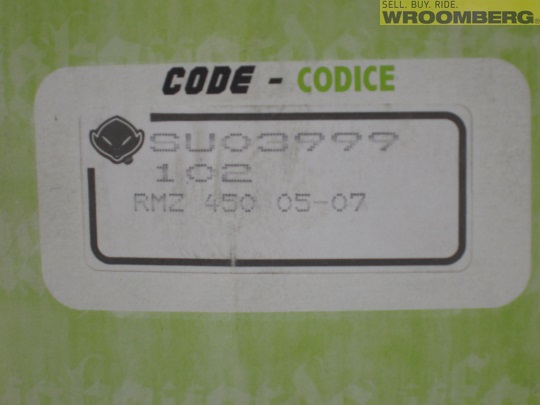 SELL. BUY. RIDE.
WROOMBERG
CODE - CODICE
SU03999
102
RMZ 450 05-07